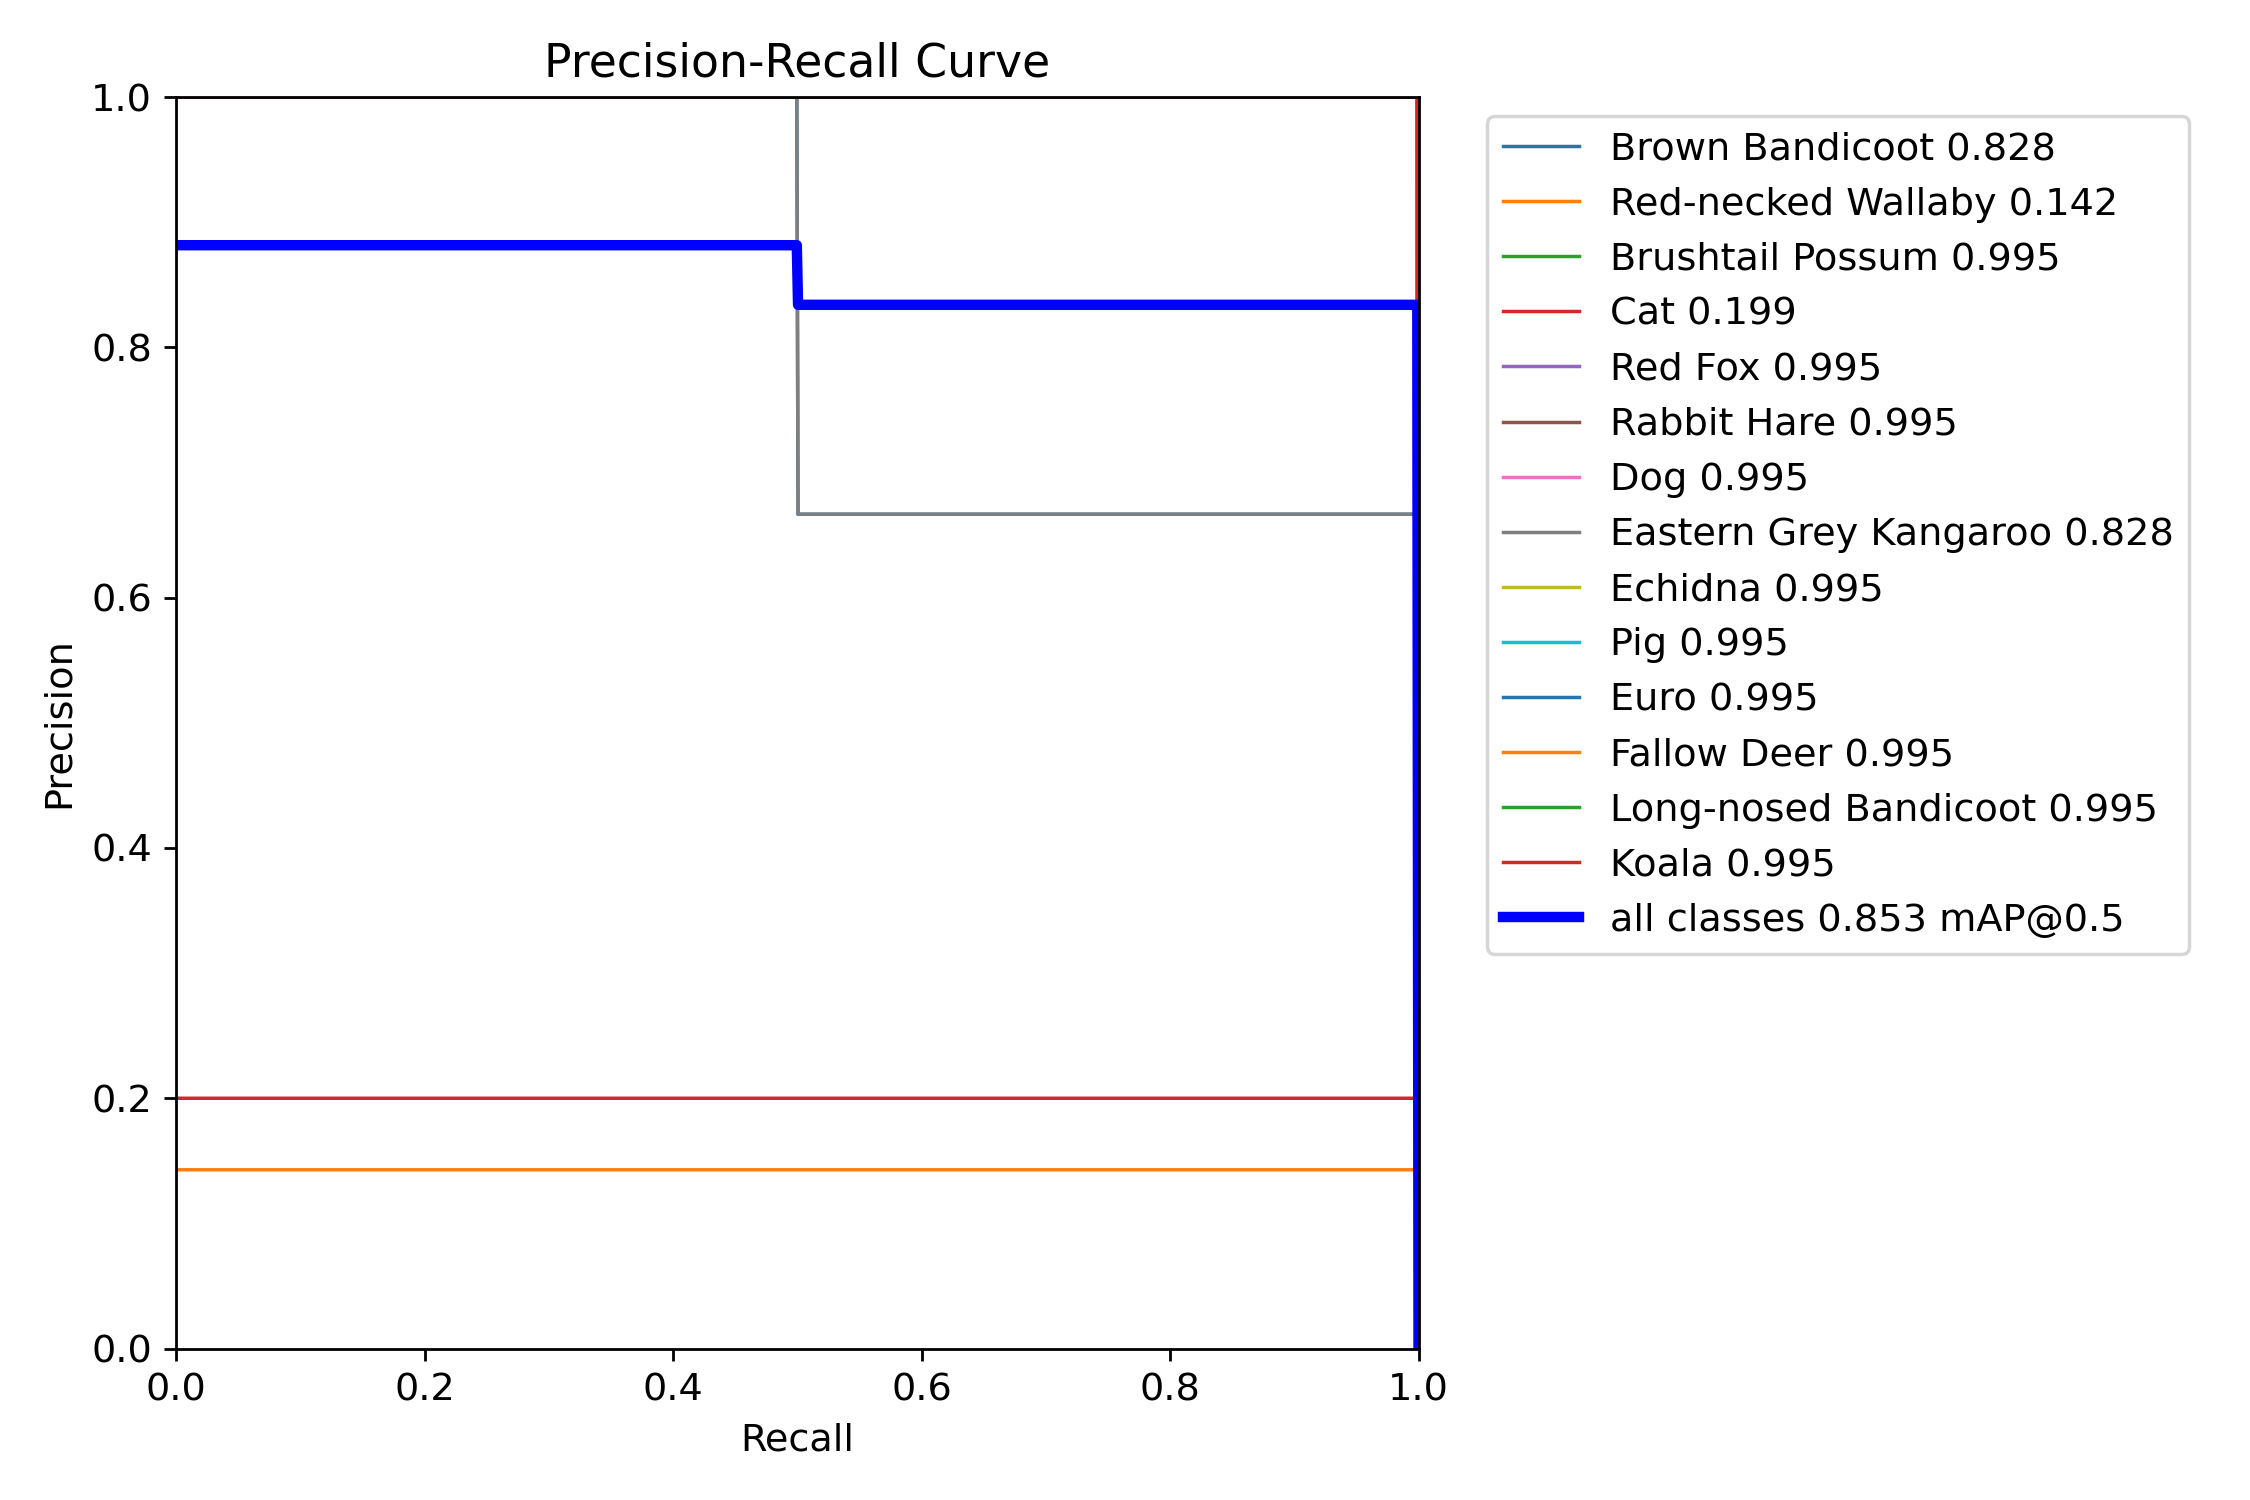 Precision-Recall Curve
1.0
0.8
0.6
0.4
0.2
0.0
Precision
0.0 0.2 0.4 0.6 0.8 1.0
Recall
Brown Bandicoot 0.828
Red-necked Wallaby 0.142
Brushtail Possum 0.995
Cat 0.199
Red Fox 0.995
Rabbit Hare 0.995
Dog 0.995
Eastern Grey Kangaroo 0.828
Echidna 0.995
Pig 0.995
Euro 0.995
Fallow Deer 0.995
Long-nosed Bandicoot 0.995
Koala 0.995
all classes 0.853 mAP@0.5